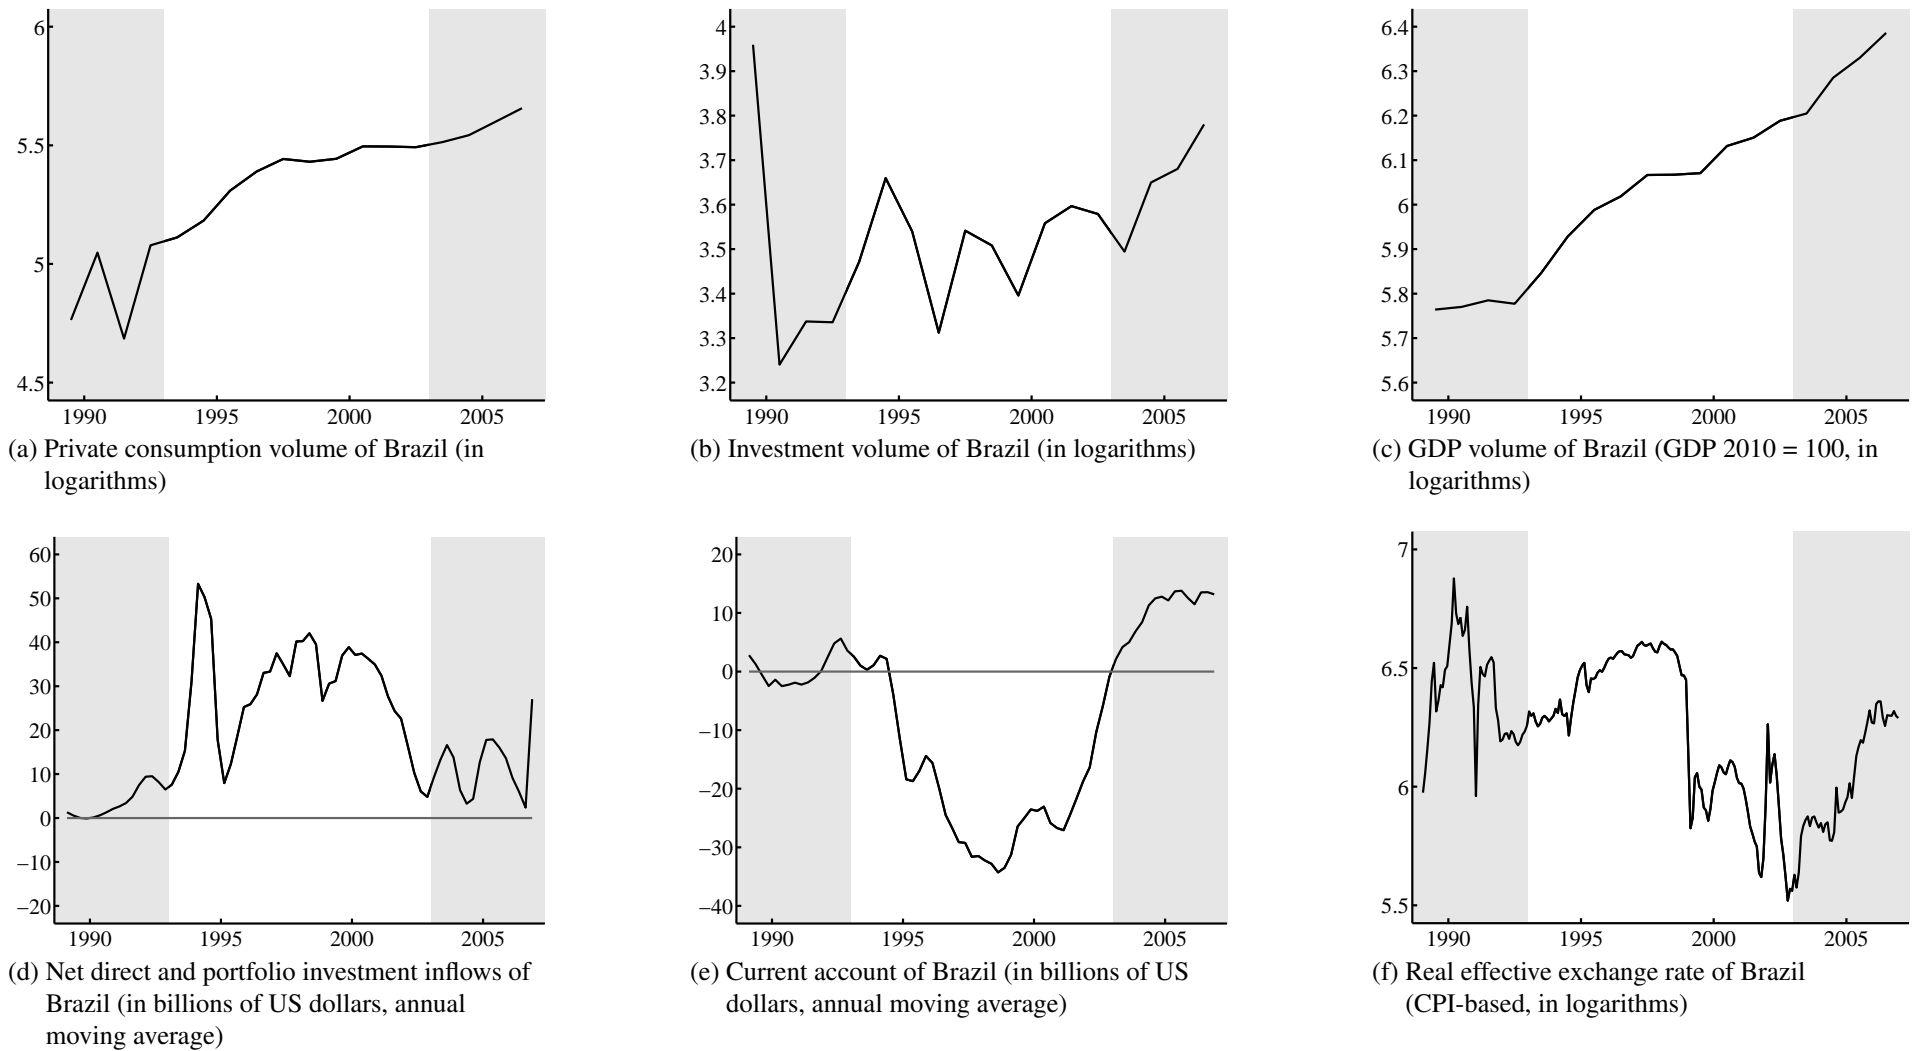 6
5.5
5
4.5
1990 1995 2000 2005
(a) Private consumption volume of Brazil (in
logarithms)
4
3.9
3.8
3.7
3.6
3.5
3.4
3.3
3.2
1990 1995 2000 2005
(b) Investment volume of Brazil (in logarithms)
6.4
6.3
6.2
6.1
6
5.9
5.8
5.7
5.6
1990 1995 2000 2005
(c) GDP volume of Brazil (GDP 2010 = 100, in
logarithms)
60
50
40
30
20
10
0
−10
−20
1990 1995 2000 2005
(d) Net direct and portfolio investment inflows of
Brazil (in billions of US dollars, annual
moving average)
20
10
0
−10
−20
−30
−40
1990 1995 2000 2005
(e) Current account of Brazil (in billions of US
dollars, annual moving average)
7
6.5
6
5.5
1990 1995 2000 2005
(f) Real effective exchange rate of Brazil
(CPI-based, in logarithms)